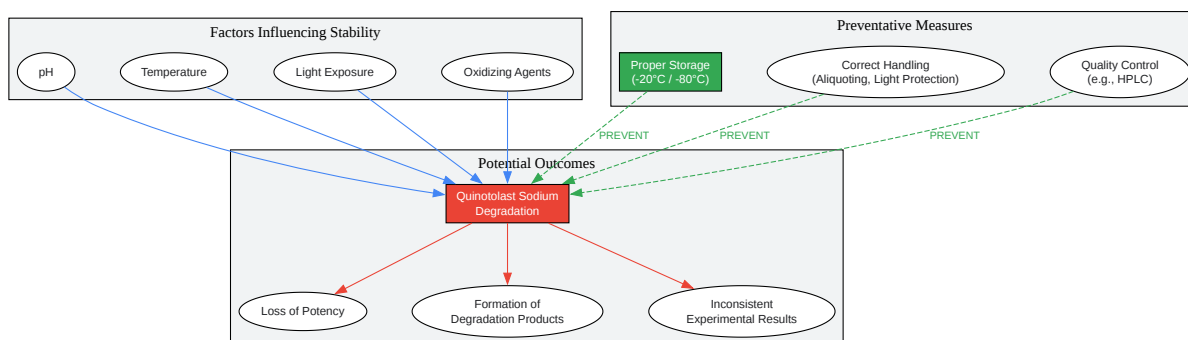 Factors Influencing Stability
pH
Temperature
Light Exposure
Oxidizing Agents
Preventative Measures
Proper Storage
(-20°C / -80°C)
Correct Handling
(Aliquoting, Light Protection)
Quality Control
(e.g., HPLC)
PREVENT
PREVENT
PREVENT
Potential Outcomes
Quinotolast Sodium
Degradation
Loss of Potency
Formation of
Degradation Products
Inconsistent
Experimental Results